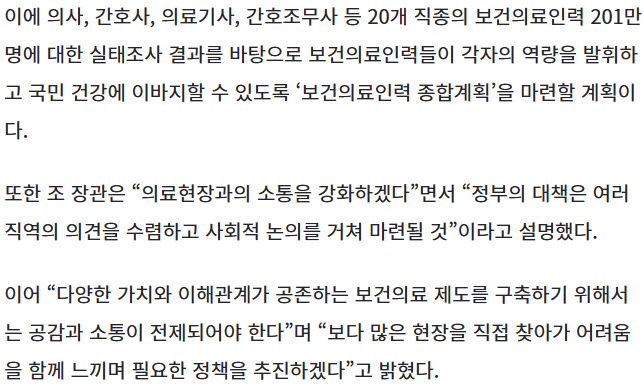 이에 의사, 간호사, 의료기사, 간호조무사 등 20개 직종의 보건의료인력 201만
명에 대한 실태조사 결과를 바탕으로 보건의료인력들이 각자의 역량을 발휘하
고 국민 건강에 이바지할 수 있도록 ‘보건의료인력 종합계획’을 마련할 계획이
다.
또한 조 장관은 “의료현장과의 소통을 강화하겠다”면서 “정부의 대책은 여러
직역의 의견을 수렴하고 사회적 논의를 거쳐 마련될 것”이라고 설명했다.
이어 “다양한 가치와 이해관계가 공존하는 보건의료 제도를 구축하기 위해서
는 공감과 소통이 전제되어야 한다”며 “보다 많은 현장을 직접 찾아가 어려움
을 함께 느끼며 필요한 정책을 추진하겠다”고 밝혔다.